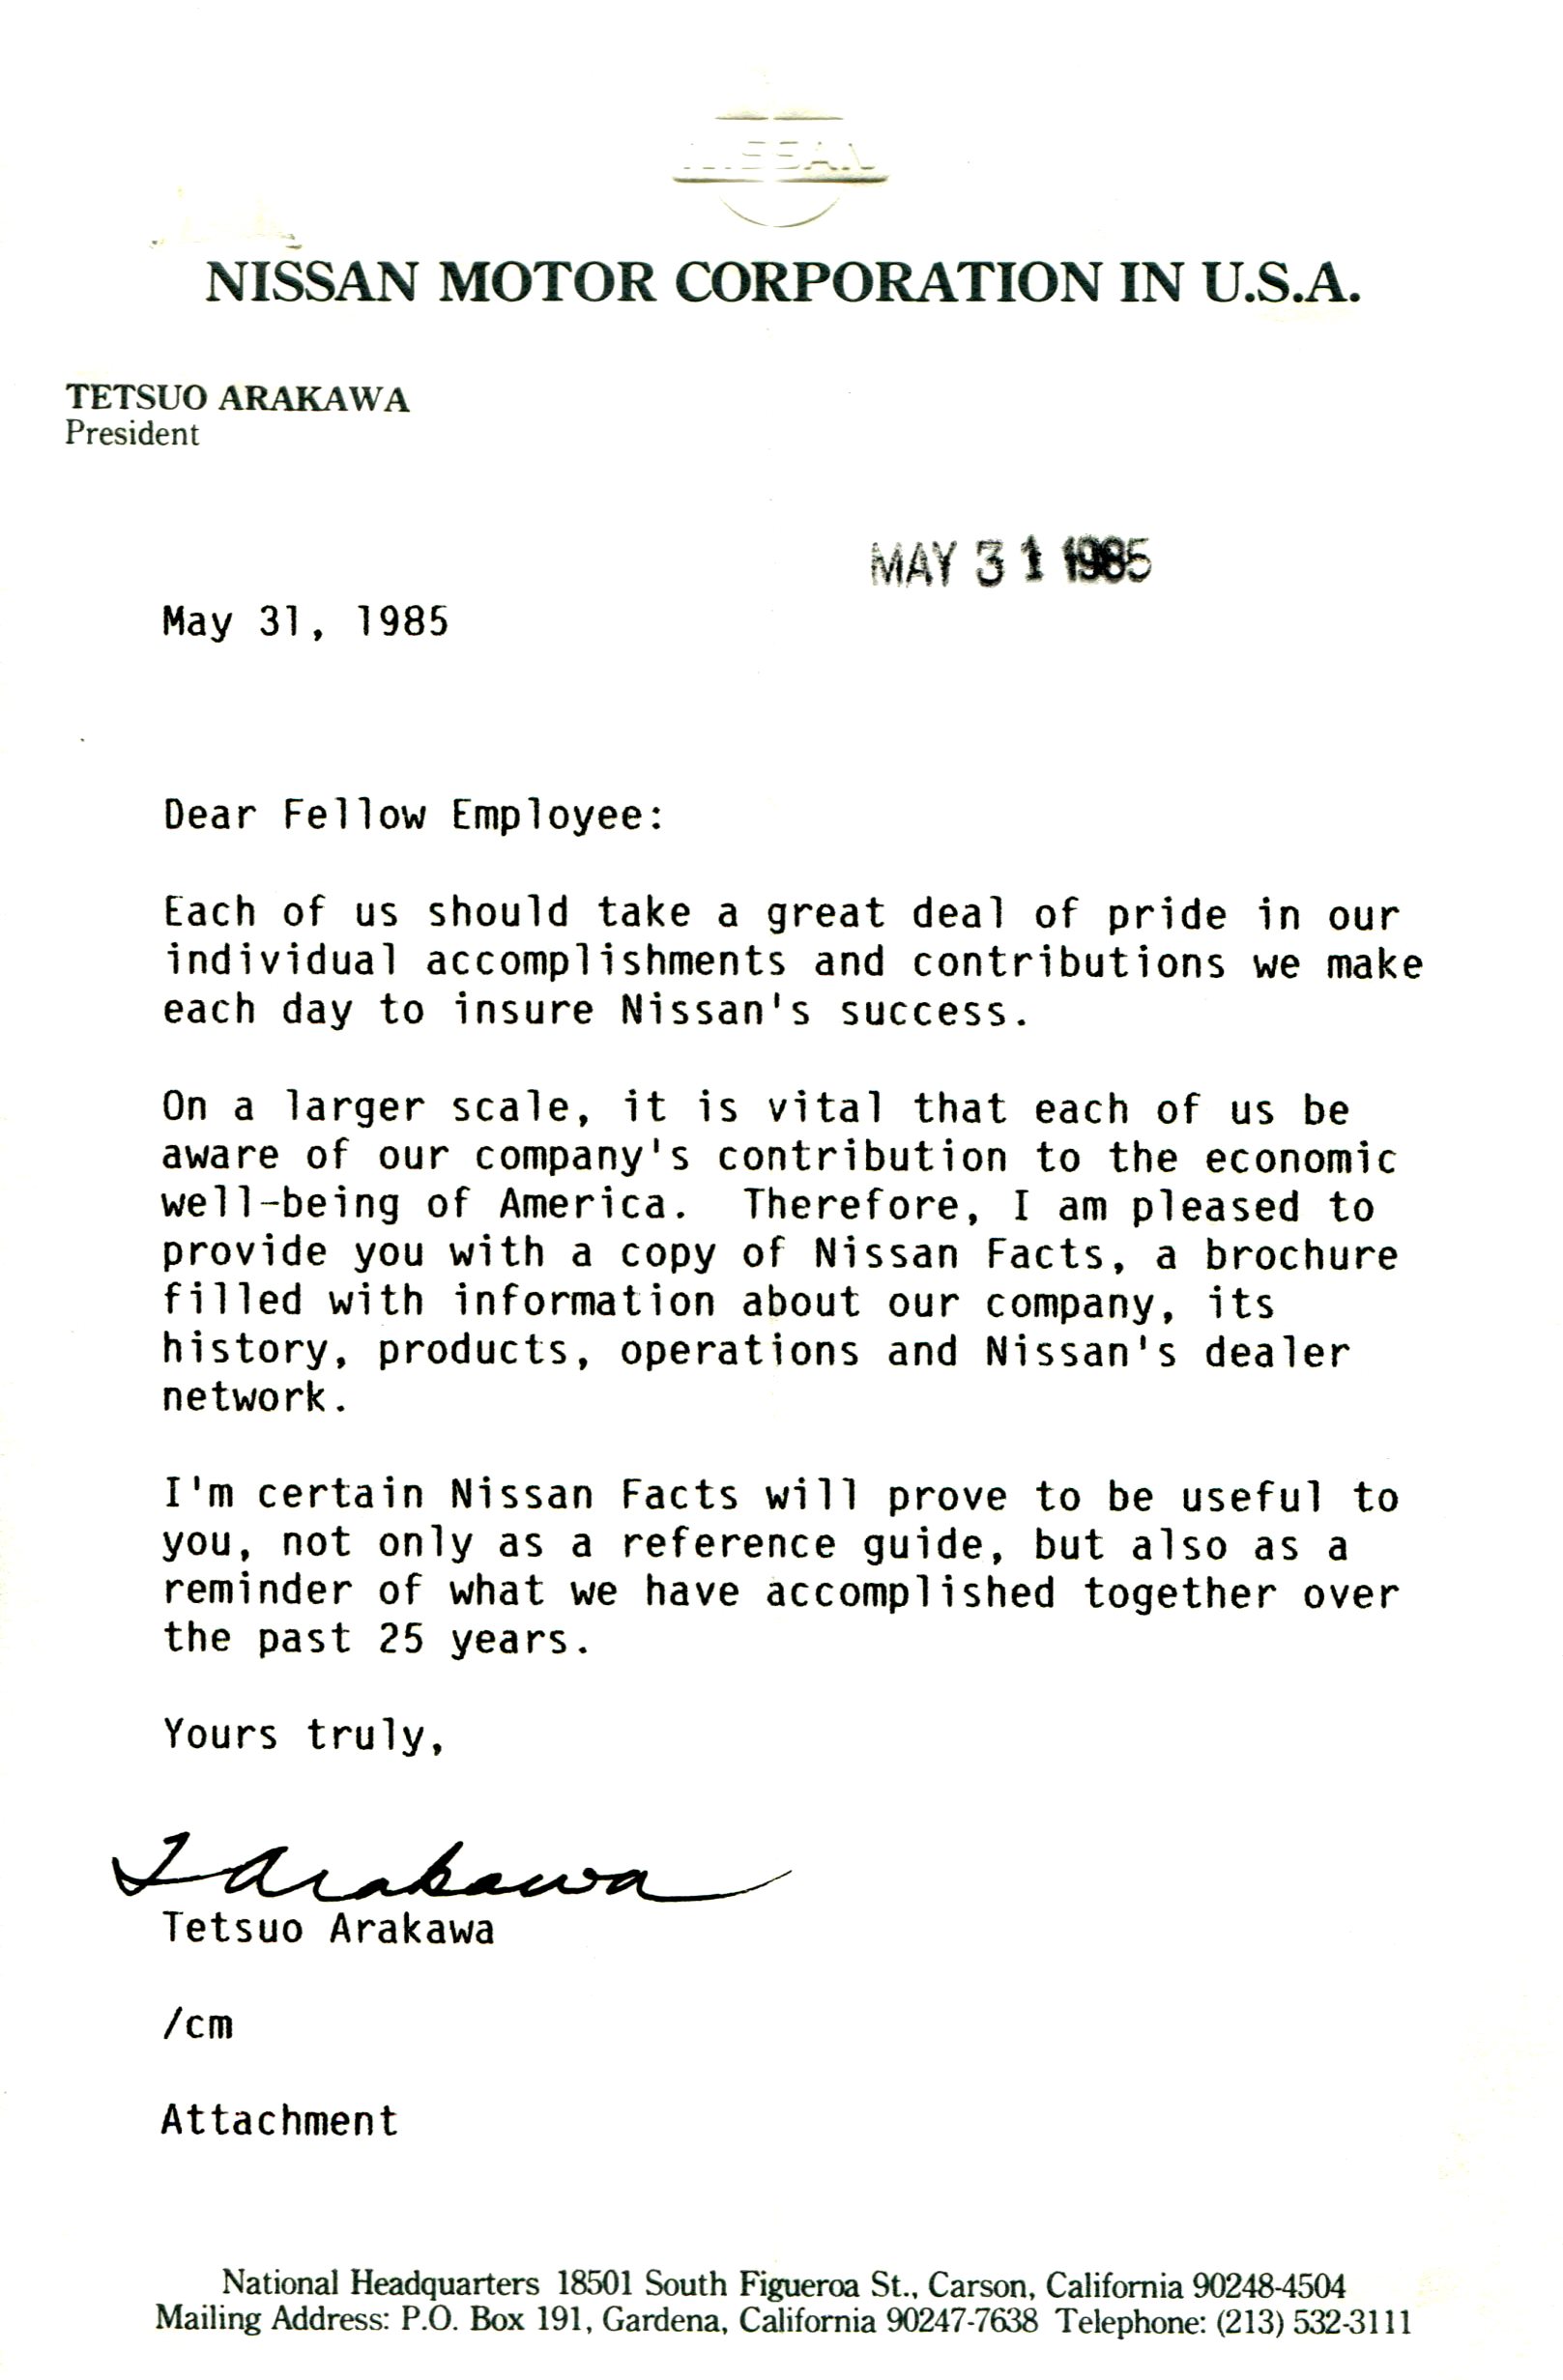 NISSAN
NISSAN MOTOR CORPORATION IN U.S.A.
TETSUO ARAKAWA
President
MAY 31 1985
May 31, 1985
Dear Fellow Employee:
Each of us should take a great deal of pride in our
individual accomplishments and contributions we make
each day to insure Nissan's success.
On a larger scale, it is vital that each of us be
aware of our company's contribution to the economic
well-being of America.  Therefore, I am pleased to
provide you with a copy of Nissan Facts, a brochure
filled with information about our company, its
history, products, operations and Nissan's dealer
network.
I'm certain Nissan Facts will prove to be useful to
you, not only as a reference guide, but also as a
reminder of what we have accomplished together over
the past 25 years.
Yours truly,
T Arakawa
Tetsuo Arakawa
/cm
Attachment
National Headquarters 18501 South Figueroa St., Carson, California 90248-4504
Mailing Address: P.O. Box 191, Gardena, California 90247-7638 Telephone: (213) 532-3111